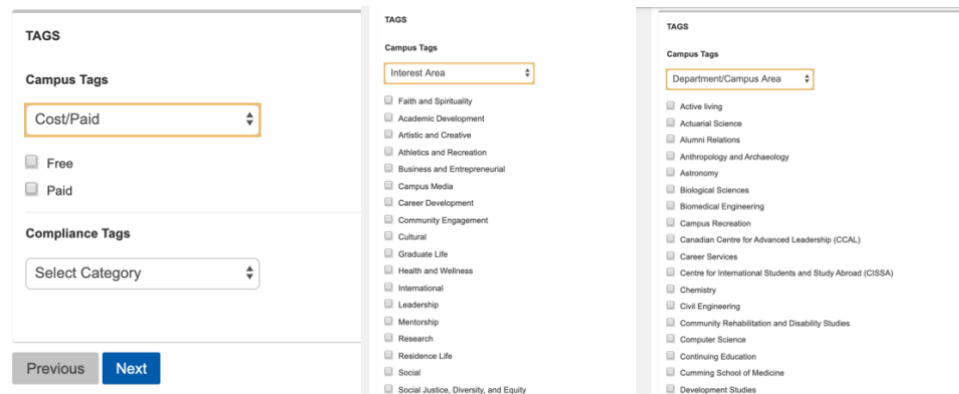 TAGS
Campus Tags
Cost/Paid
Free
Paid
Compliance Tags
Select Category
Previous
Next
TAGS
Campus Tags
Interest Area
Faith and Spirituality
Academic Development
Artistic and Creative
Athletics and Recreation
Business and Entrepreneurial
Campus Media
Career Development
Community Engagement
Cultural
Graduate Life
Health and Wellness
International
Leadership
Mentorship
Research
Residence Life
Social
Social Justice, Diversity, and Equity
TAGS
Campus Tags
Department/Campus Area
Active living
Actuarial Science
Alumni Relations
Anthropology and Archaeology
Astronomy
Biological Sciences
Biomedical Engineering
Campus Recreation
Canadian Centre for Advanced Leadership (CCAL)
Career Services
Centre for International Students and Study Abroad (CISSA)
Chemistry
Civil Engineering
Community Rehabilitation and Disability Studies
Computer Science
Continuing Education
Cumming School of Medicine
Development Studies